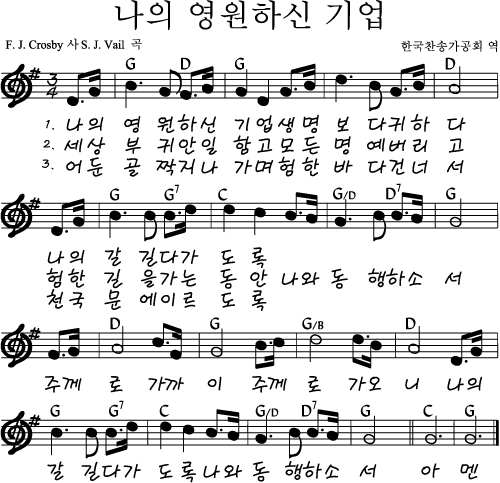 나의 영원하신 기업
F. J. Crosby 사 S. J. Vail 곡 한국찬송가공회 역
G D G G D
3/4
1. 나의 영 원하신 기업생명 보 다귀하 다
2. 세상 부 귀안일 함고모든 명 예버리 고
3. 어둔 골 짝지나 가며험한 바 다건너 서
G G7 C G/D D7 G
나의 갈 길다가 도록
험한 길 을가는 동안 나와동 행하소 서
천국 문 에이르 도록
D G G/B D
주께 로 가까 이 주께 로 가오 니 나의
G G7 C G/D D7 G C G
갈 길다가 도록나와동 행하소 서 아 멘